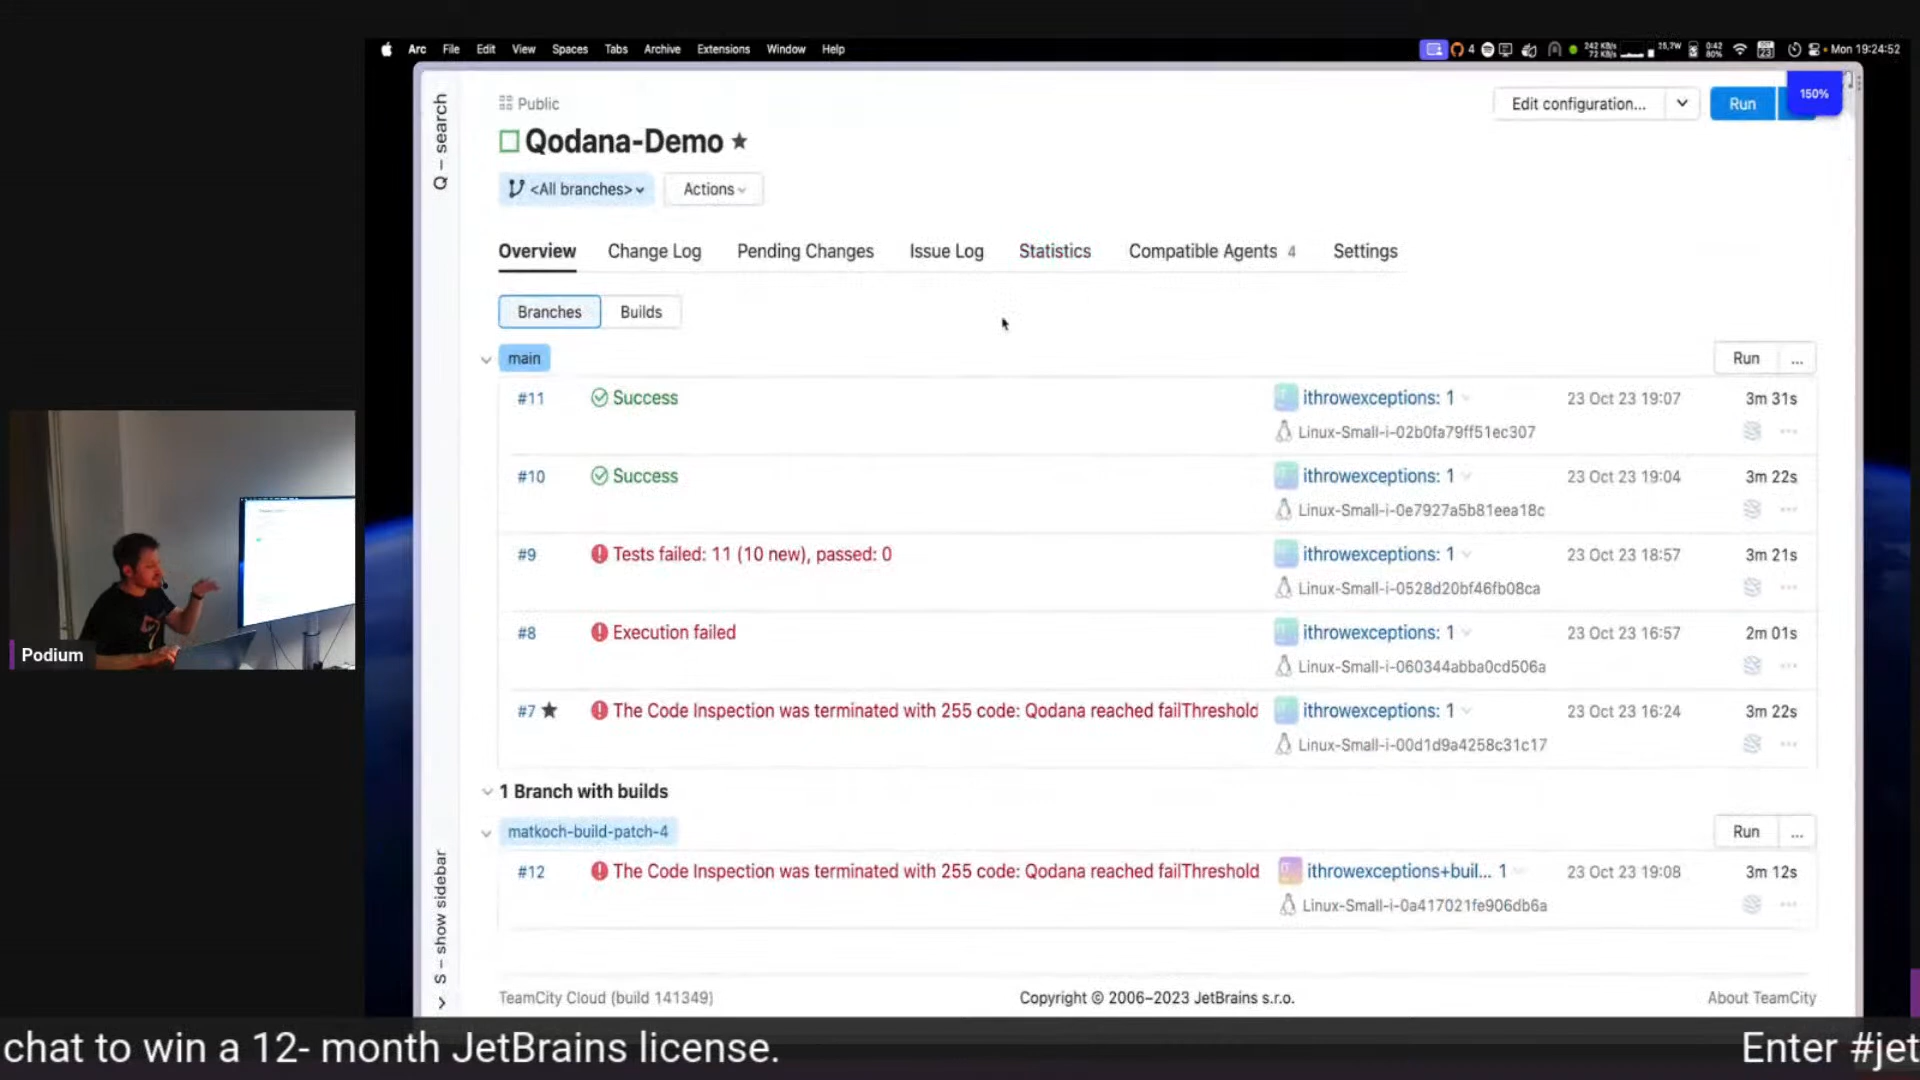 Arc File Edit View Spaces Tabs Archive Extensions Window Help
4 242 KB/s 72 KB/s 0:42 80% 23 Mon 19:24:52
Q – search
Public
Edit configuration...
Run
150%
Qodana-Demo
<All branches>
Actions
Overview Change Log Pending Changes Issue Log Statistics Compatible Agents 4 Settings
Branches Builds
main
Run ...
#11 Success ithrowexceptions: 1 23 Oct 23 19:07 3m 31s
Linux-Small-i-02b0fa79ff51ec307
#10 Success ithrowexceptions: 1 23 Oct 23 19:04 3m 22s
Linux-Small-i-0e7927a5b81eea18c
#9 Tests failed: 11 (10 new), passed: 0 ithrowexceptions: 1 23 Oct 23 18:57 3m 21s
Linux-Small-i-0528d20bf46fb08ca
#8 Execution failed ithrowexceptions: 1 23 Oct 23 16:57 2m 01s
Linux-Small-i-060344abba0cd506a
#7 The Code Inspection was terminated with 255 code: Qodana reached failThreshold ithrowexceptions: 1 23 Oct 23 16:24 3m 22s
Linux-Small-i-00d1d9a4258c31c17
1 Branch with builds
matkoch-build-patch-4
Run ...
#12 The Code Inspection was terminated with 255 code: Qodana reached failThreshold ithrowexceptions+buil... 1 23 Oct 23 19:08 3m 12s
Linux-Small-i-0a417021fe906db6a
S – show sidebar
TeamCity Cloud (build 141349) Copyright © 2006–2023 JetBrains s.r.o. About TeamCity
Podium
chat to win a 12- month JetBrains license. Enter #jet